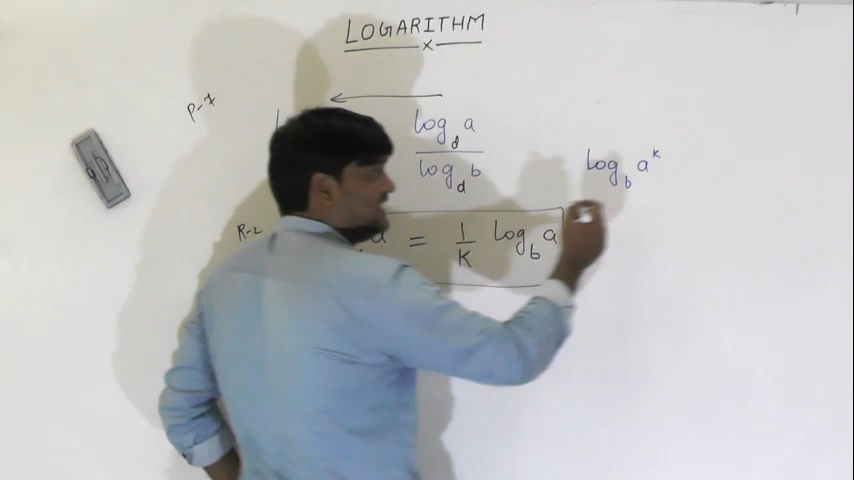 LOGARITHM
x
P-7
log_d a / log_d b
log_b a^k
R-2
a = 1/K log_b a